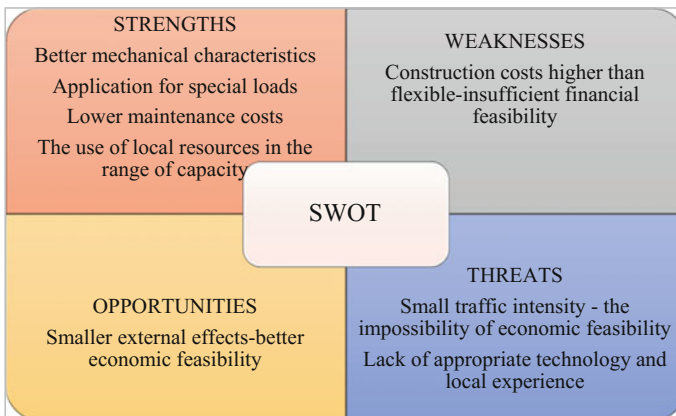 STRENGTHS
Better mechanical characteristics
Application for special loads
Lower maintenance costs
The use of local resources in the
range of capacity
WEAKNESSES
Construction costs higher than
flexible-insufficient financial
feasibility
SWOT
OPPORTUNITIES
Smaller external effects-better
economic feasibility
THREATS
Small traffic intensity - the
impossibility of economic feasibility
Lack of appropriate technology and
local experience